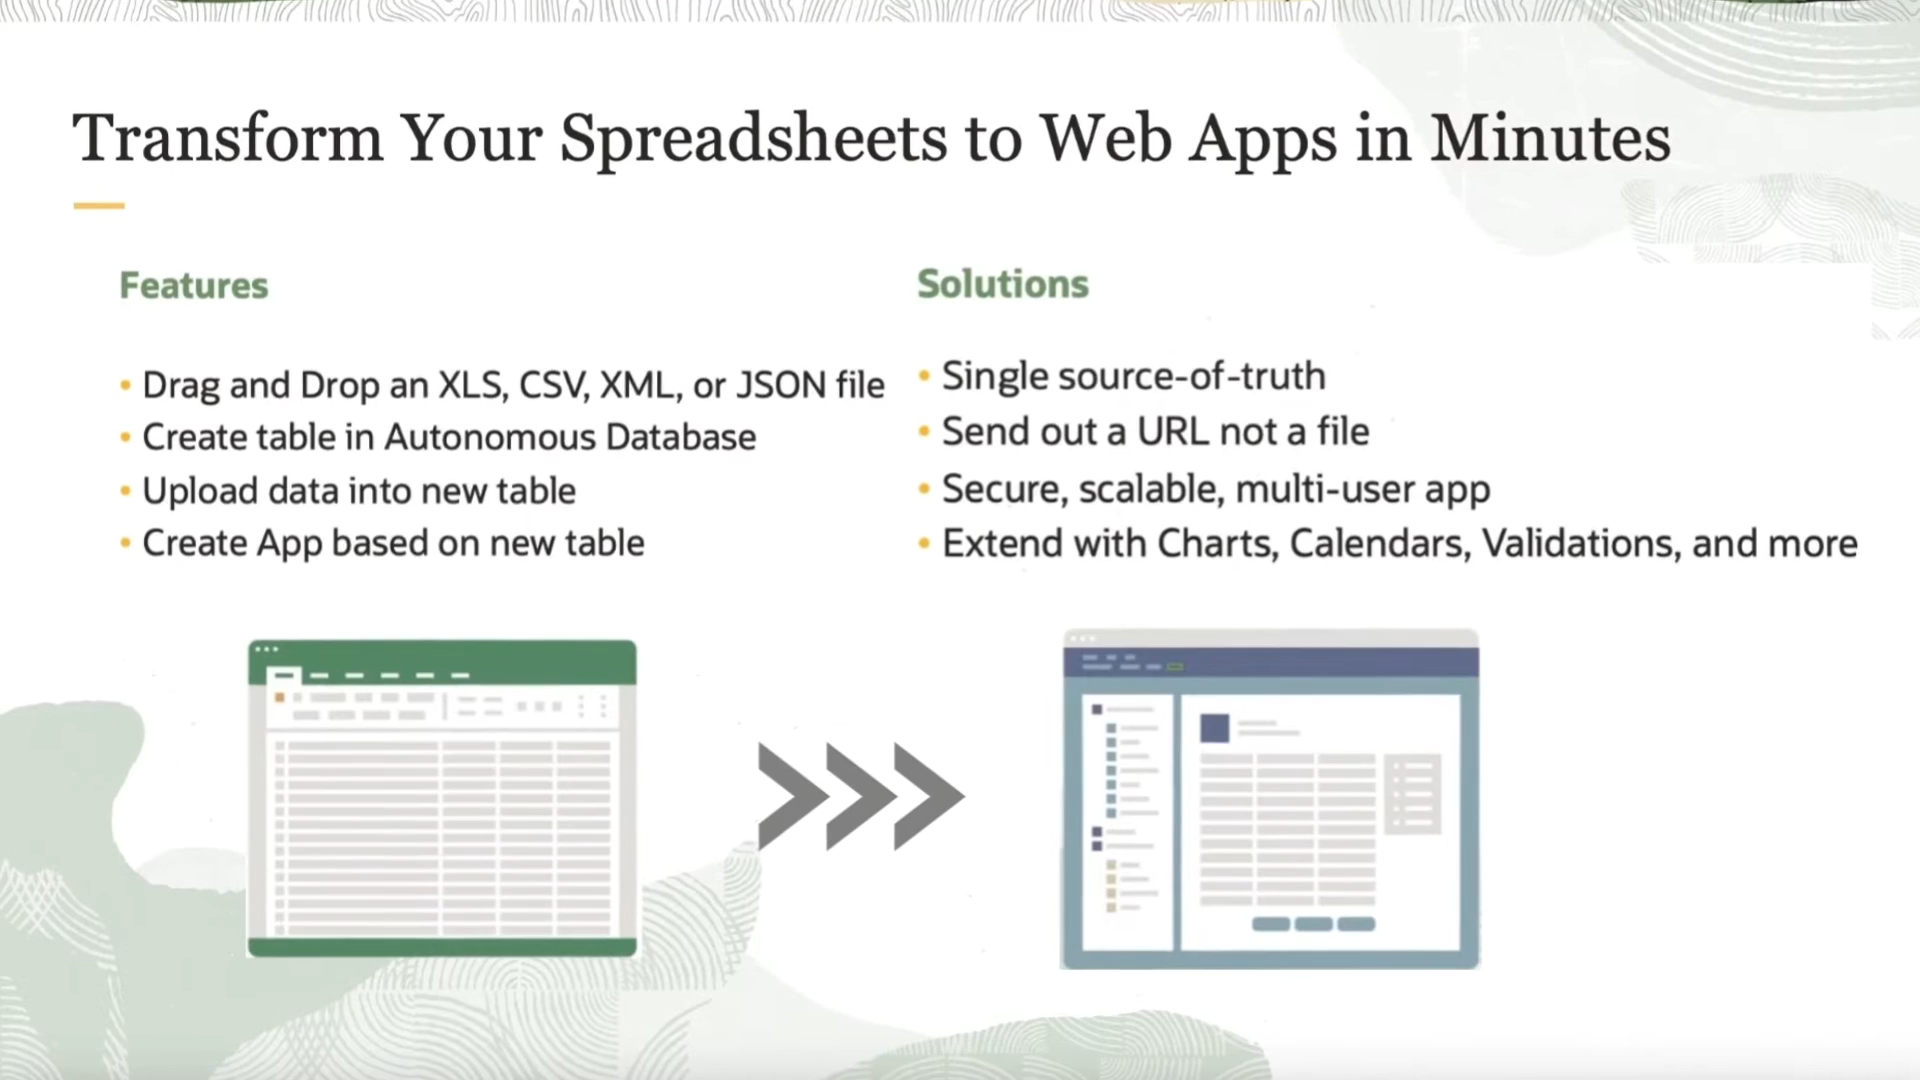 Transform Your Spreadsheets to Web Apps in Minutes
Features
• Drag and Drop an XLS, CSV, XML, or JSON file
• Create table in Autonomous Database
• Upload data into new table
• Create App based on new table
Solutions
• Single source-of-truth
• Send out a URL not a file
• Secure, scalable, multi-user app
• Extend with Charts, Calendars, Validations, and more